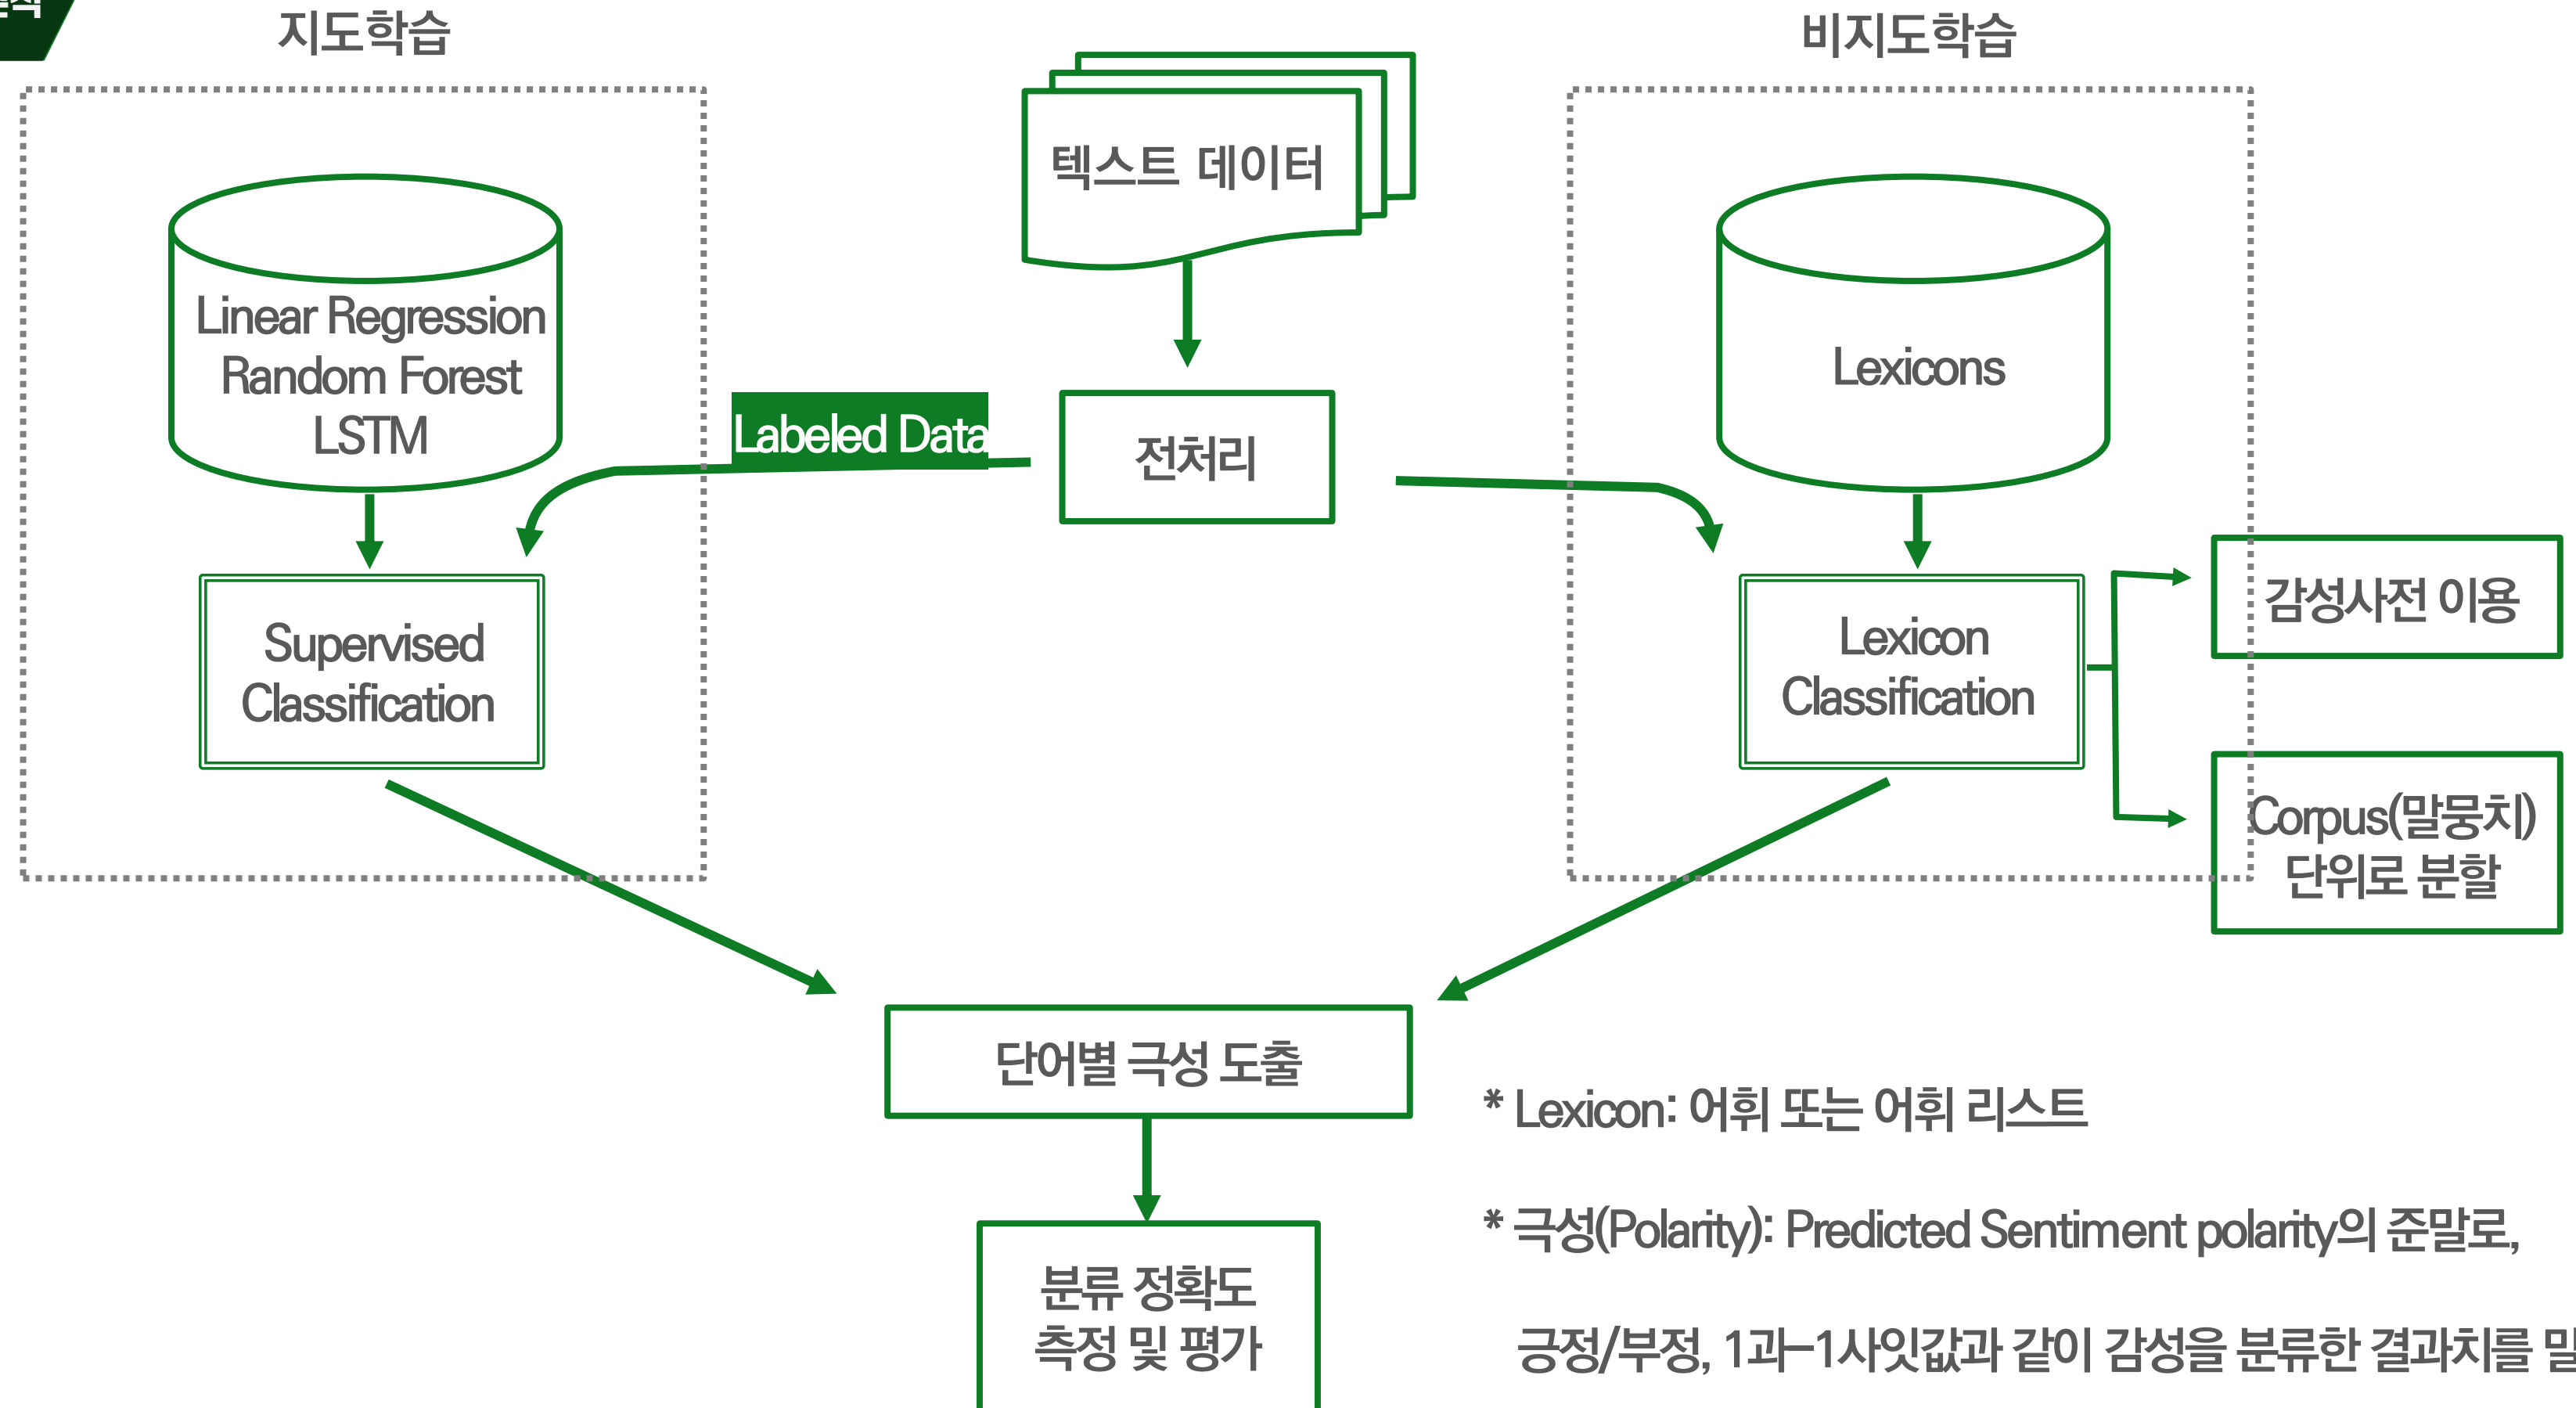 지도학습
비지도학습
텍스트 데이터
Linear Regression
Random Forest
LSTM
Lexicons
Labeled Data
전처리
Supervised
Classification
Lexicon
Classification
감성사전 이용
Corpus(말뭉치)
단위로 분할
단어별 극성 도출
* Lexicon: 어휘 또는 어휘 리스트
* 극성(Polarity): Predicted Sentiment polarity의 준말로,
분류 정확도
측정 및 평가
긍정/부정, 1과-1사잇값과 같이 감성을 분류한 결과치를